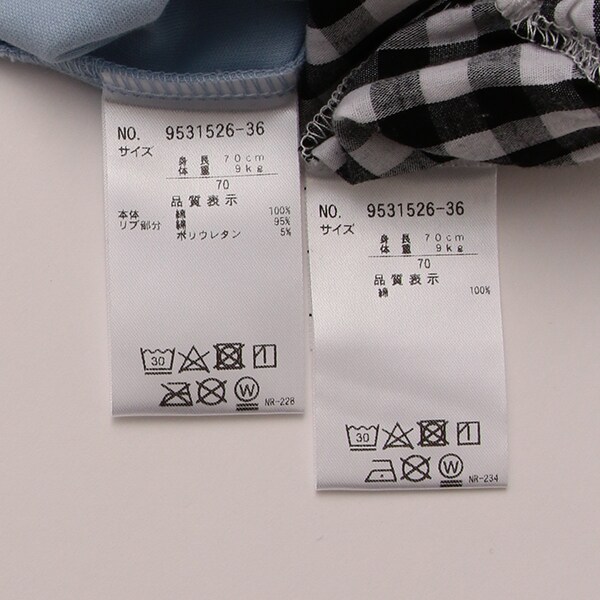 NO. 9531526-36
サイズ
身長 70cm
体重 9kg
70
品質表示
本体 綿 100%
リブ部分 綿 95%
ポリウレタン 5%
30
NR-228
NO. 9531526-36
サイズ
身長 70cm
体重 9kg
70
品質表示
綿 100%
30
NR-234